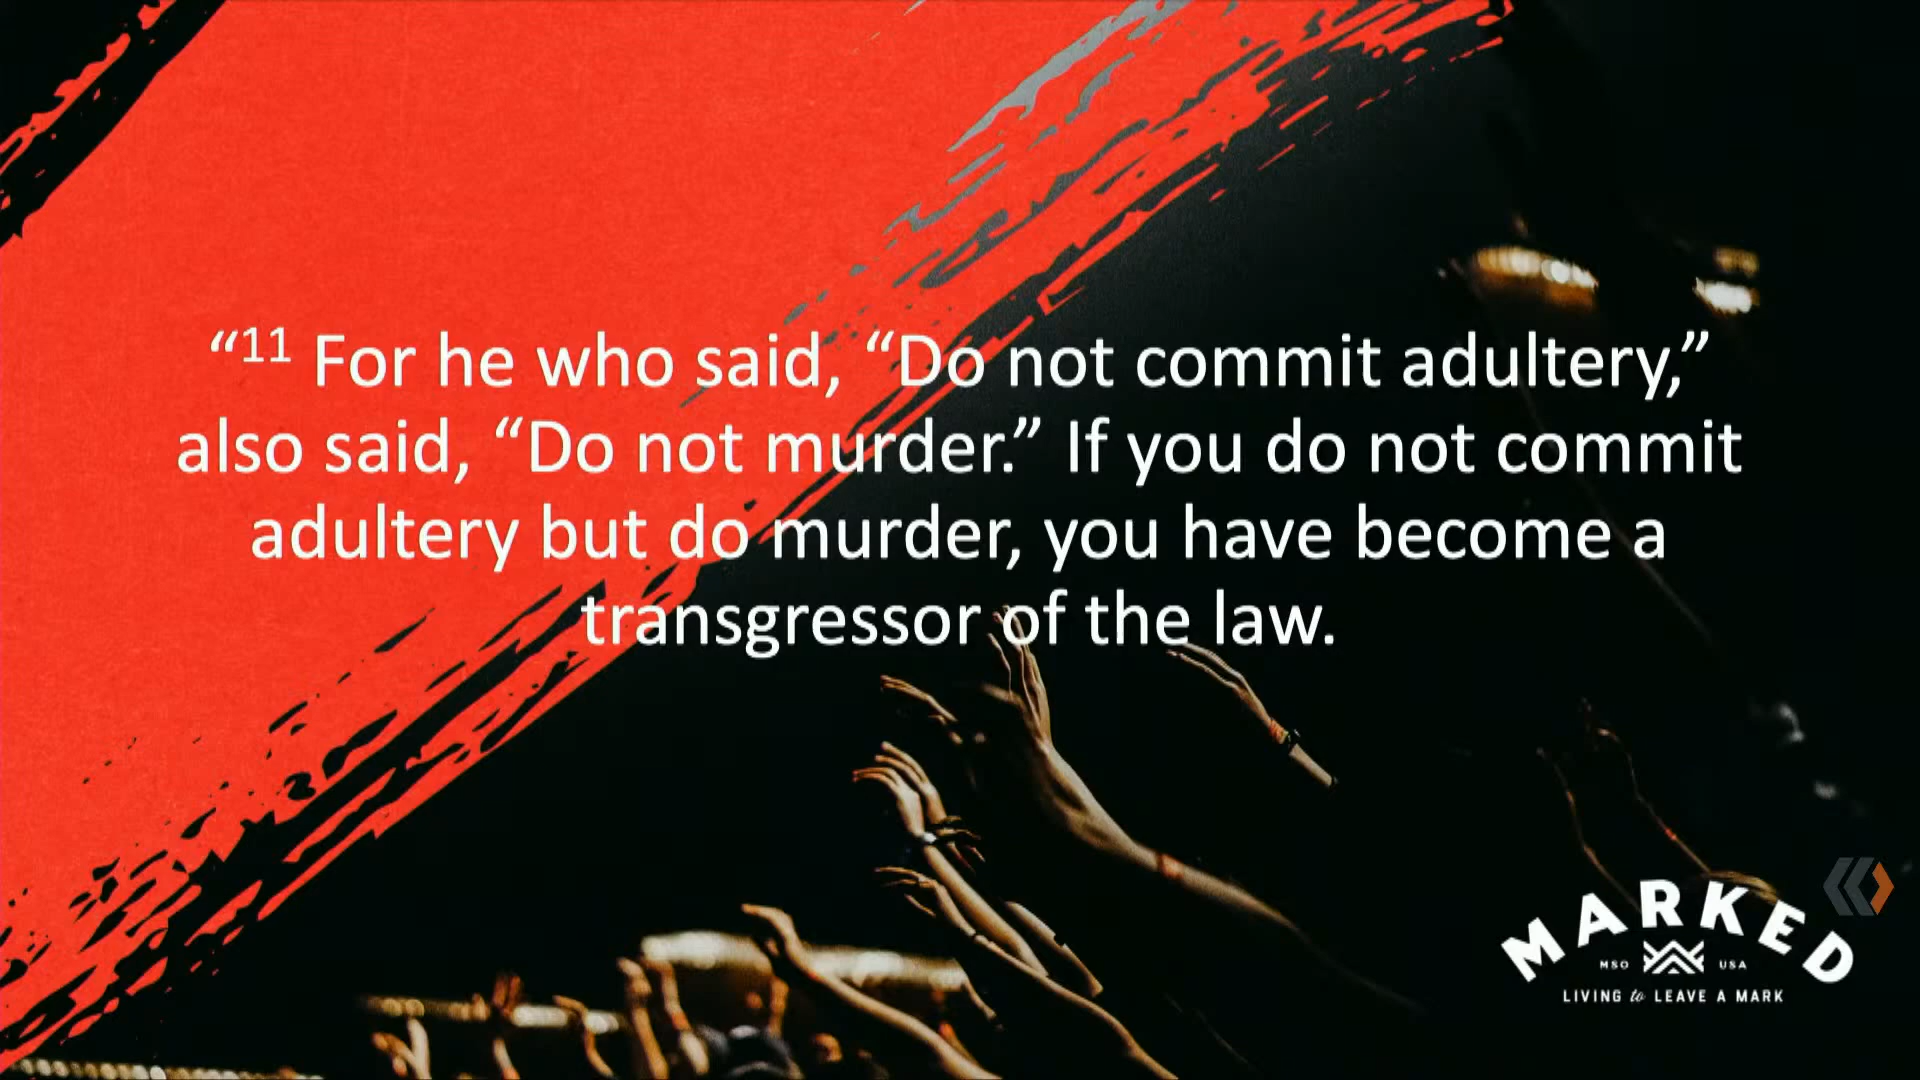 “11 For he who said, “Do not commit adultery,”
also said, “Do not murder.” If you do not commit
adultery but do murder, you have become a
transgressor of the law.
MARKED
MSO USA
LIVING to LEAVE A MARK